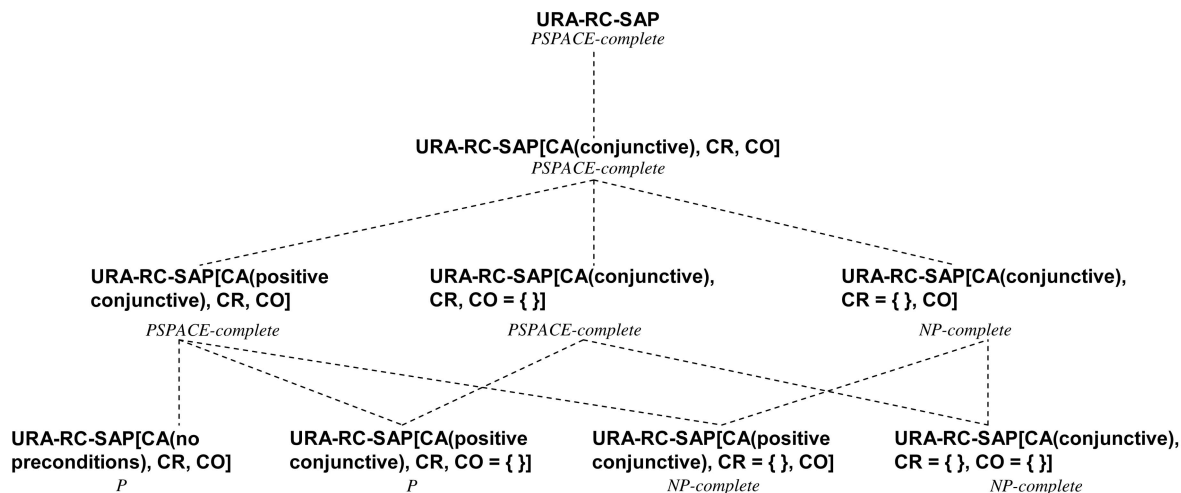 URA-RC-SAP
PSPACE-complete
URA-RC-SAP[CA(conjunctive), CR, CO]
PSPACE-complete
URA-RC-SAP[CA(positive
conjunctive), CR, CO]
PSPACE-complete
URA-RC-SAP[CA(conjunctive),
CR, CO = { }]
PSPACE-complete
URA-RC-SAP[CA(conjunctive),
CR = { }, CO]
NP-complete
URA-RC-SAP[CA(no
preconditions), CR, CO]
P
URA-RC-SAP[CA(positive
conjunctive), CR, CO = { }]
P
URA-RC-SAP[CA(positive
conjunctive), CR = { }, CO]
NP-complete
URA-RC-SAP[CA(conjunctive),
CR = { }, CO = { }]
NP-complete